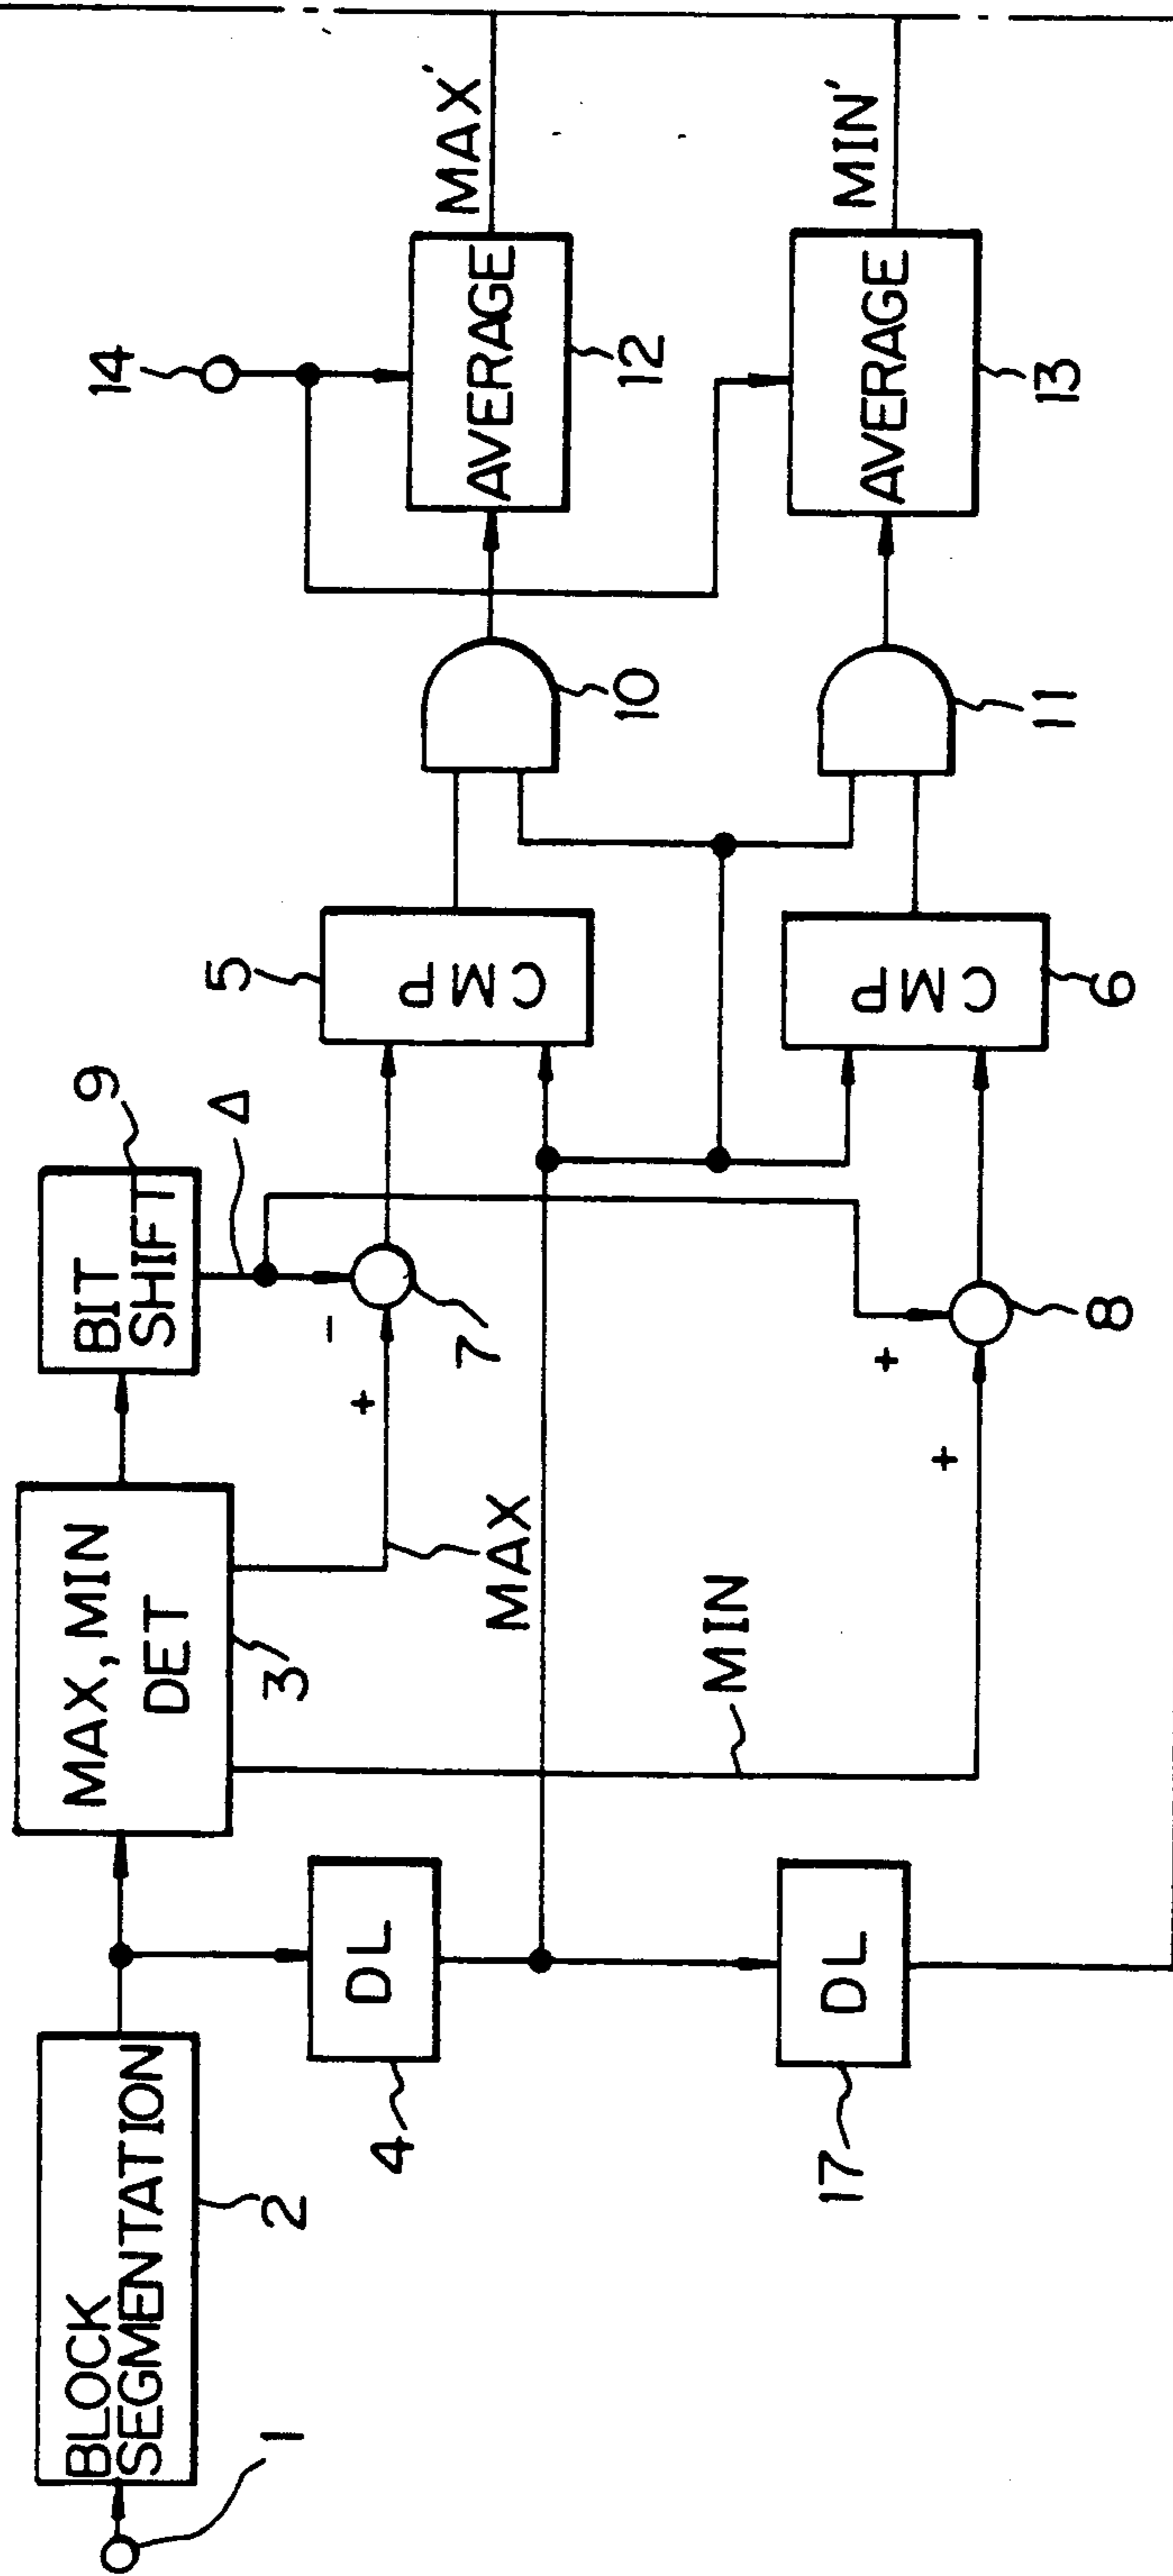 1
BLOCK
SEGMENTATION
2
MAX, MIN
DET
3
BIT
SHIFT
9
Δ
DL
4
DL
17
MAX
MIN
+
-
7
+
+
8
CMP
5
CMP
6
10
11
14
AVERAGE
12
AVERAGE
13
MAX'
MIN'